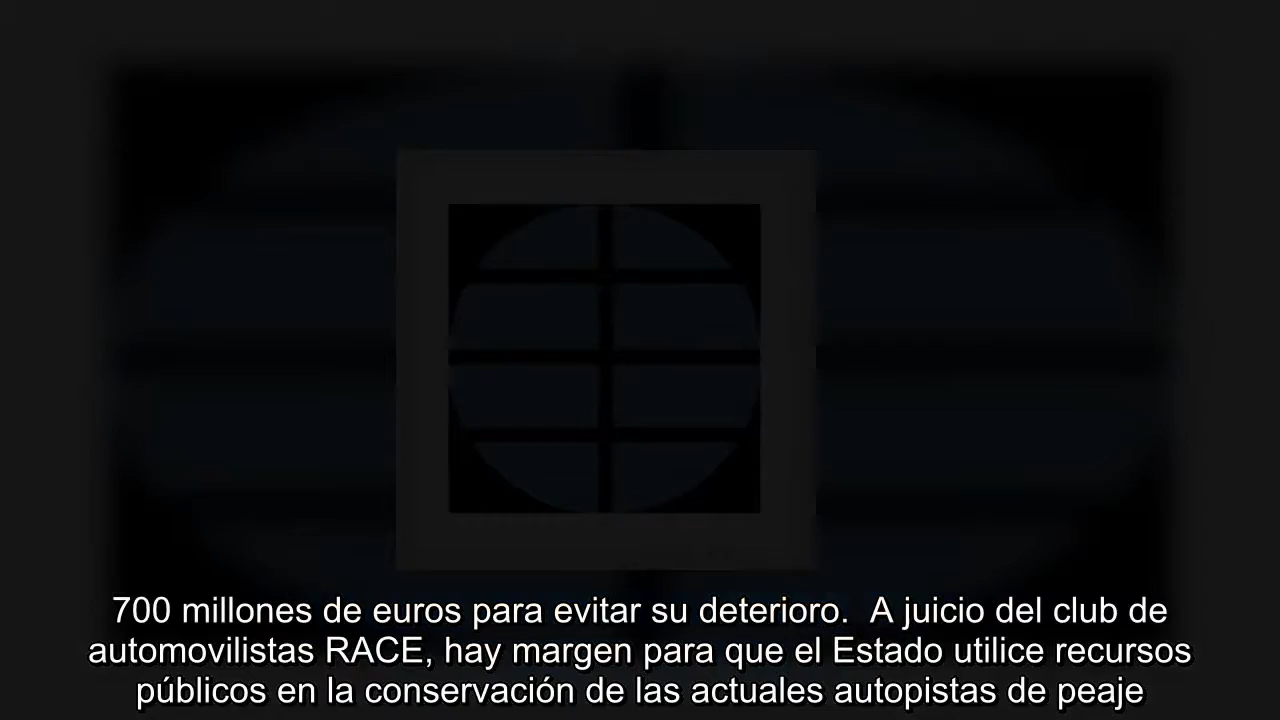 700 millones de euros para evitar su deterioro.  A juicio del club de
automovilistas RACE, hay margen para que el Estado utilice recursos
públicos en la conservación de las actuales autopistas de peaje